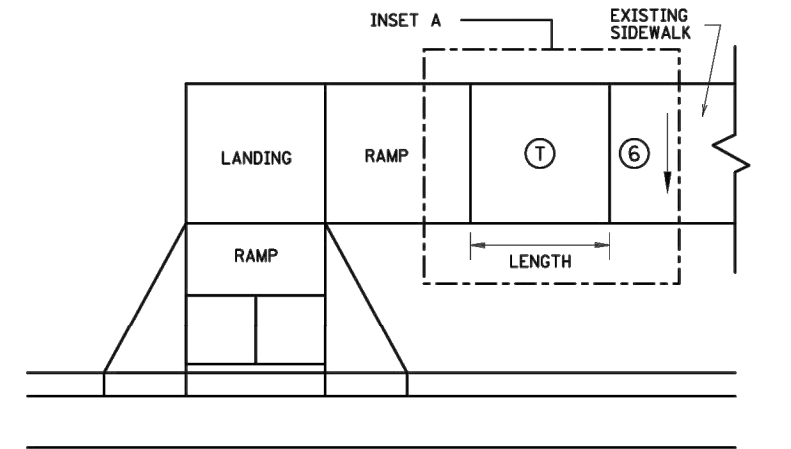 INSET A
EXISTING
SIDEWALK
LANDING
RAMP
T
6
RAMP
LENGTH